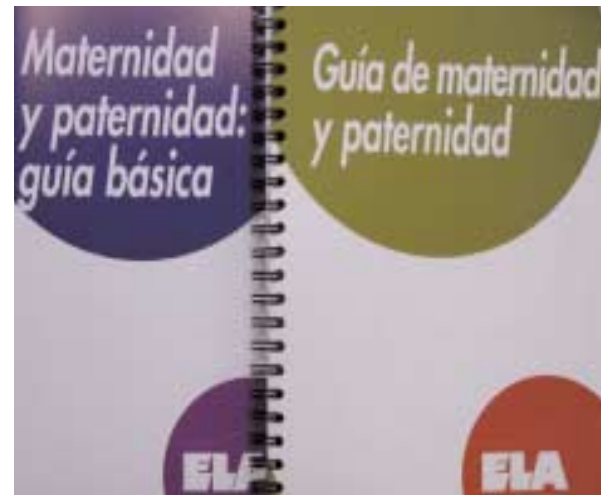 Maternidad
y paternidad:
guía básica
ELA
Guía de maternidad
y paternidad
ELA